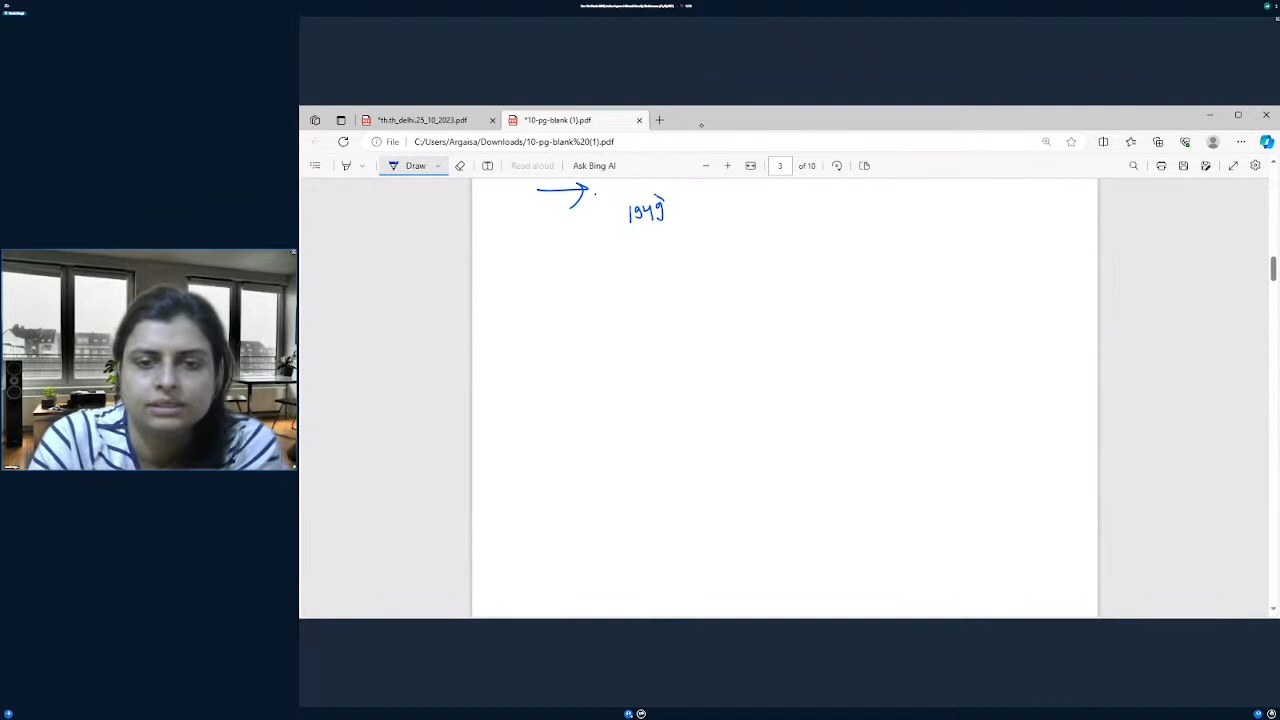 *th.th_delhi.25_10_2023.pdf
*10-pg-blank (1).pdf
File C:/Users/Argaisa/Downloads/10-pg-blank%20(1).pdf
Draw Read aloud Ask Bing AI 3 of 10
1949